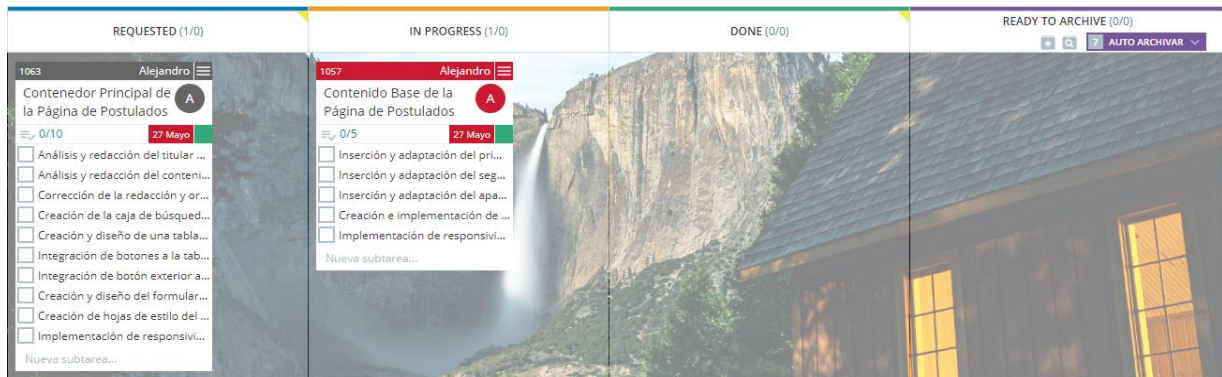 REQUESTED (1/0)
IN PROGRESS (1/0)
DONE (0/0)
READY TO ARCHIVE (0/0)
7 AUTO ARCHIVAR
1063 Alejandro
Contenedor Principal de
la Página de Postulados
A
0/10 27 Mayo
Análisis y redacción del titular ...
Análisis y redacción del conteni...
Corrección de la redacción y or...
Creación de la caja de búsqued...
Creación y diseño de una tabla...
Integración de botones a la tab...
Integración de botón exterior a...
Creación y diseño del formular...
Creación de hojas de estilo del ...
Implementación de responsivi...
Nueva subtarea...
1057 Alejandro
Contenido Base de la
Página de Postulados
A
0/5 27 Mayo
Inserción y adaptación del pri...
Inserción y adaptación del seg...
Inserción y adaptación del apa...
Creación e implementación de ...
Implementación de responsivi...
Nueva subtarea...